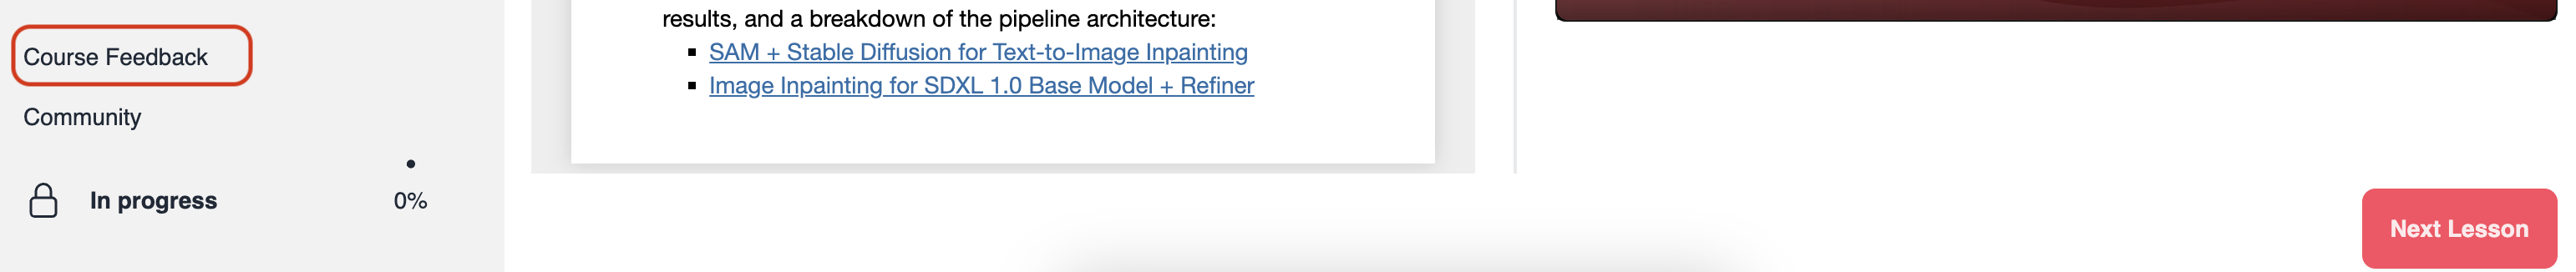 Course Feedback
Community
In progress 0%
results, and a breakdown of the pipeline architecture:
▪ SAM + Stable Diffusion for Text-to-Image Inpainting
▪ Image Inpainting for SDXL 1.0 Base Model + Refiner
Next Lesson